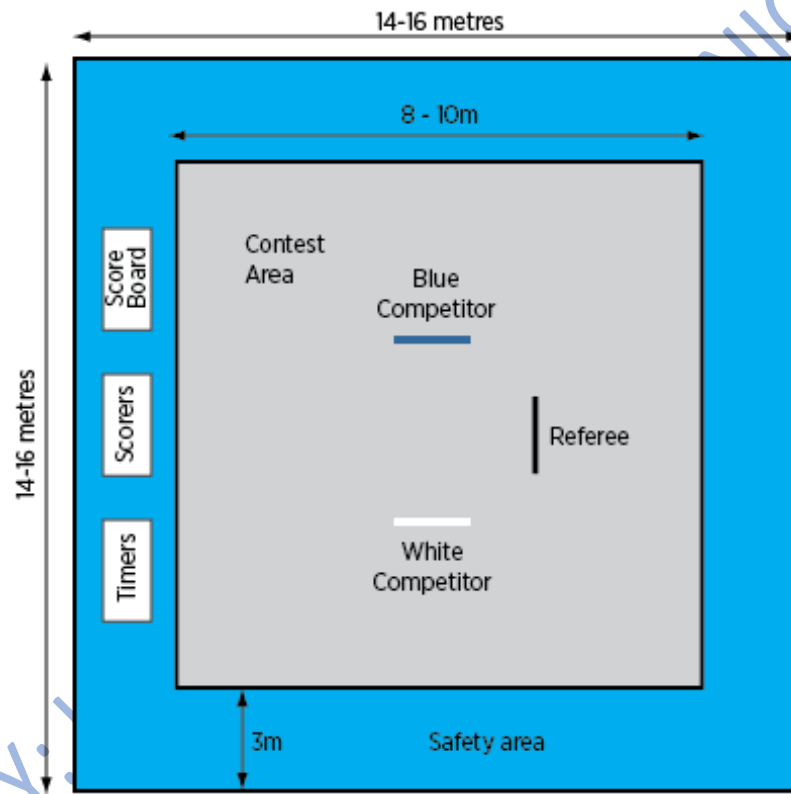 14-16 metres
8 - 10m
Contest
Area
Blue
Competitor
Score
Board
Scorers
Timers
14-16 metres
Referee
White
Competitor
3m
Safety area